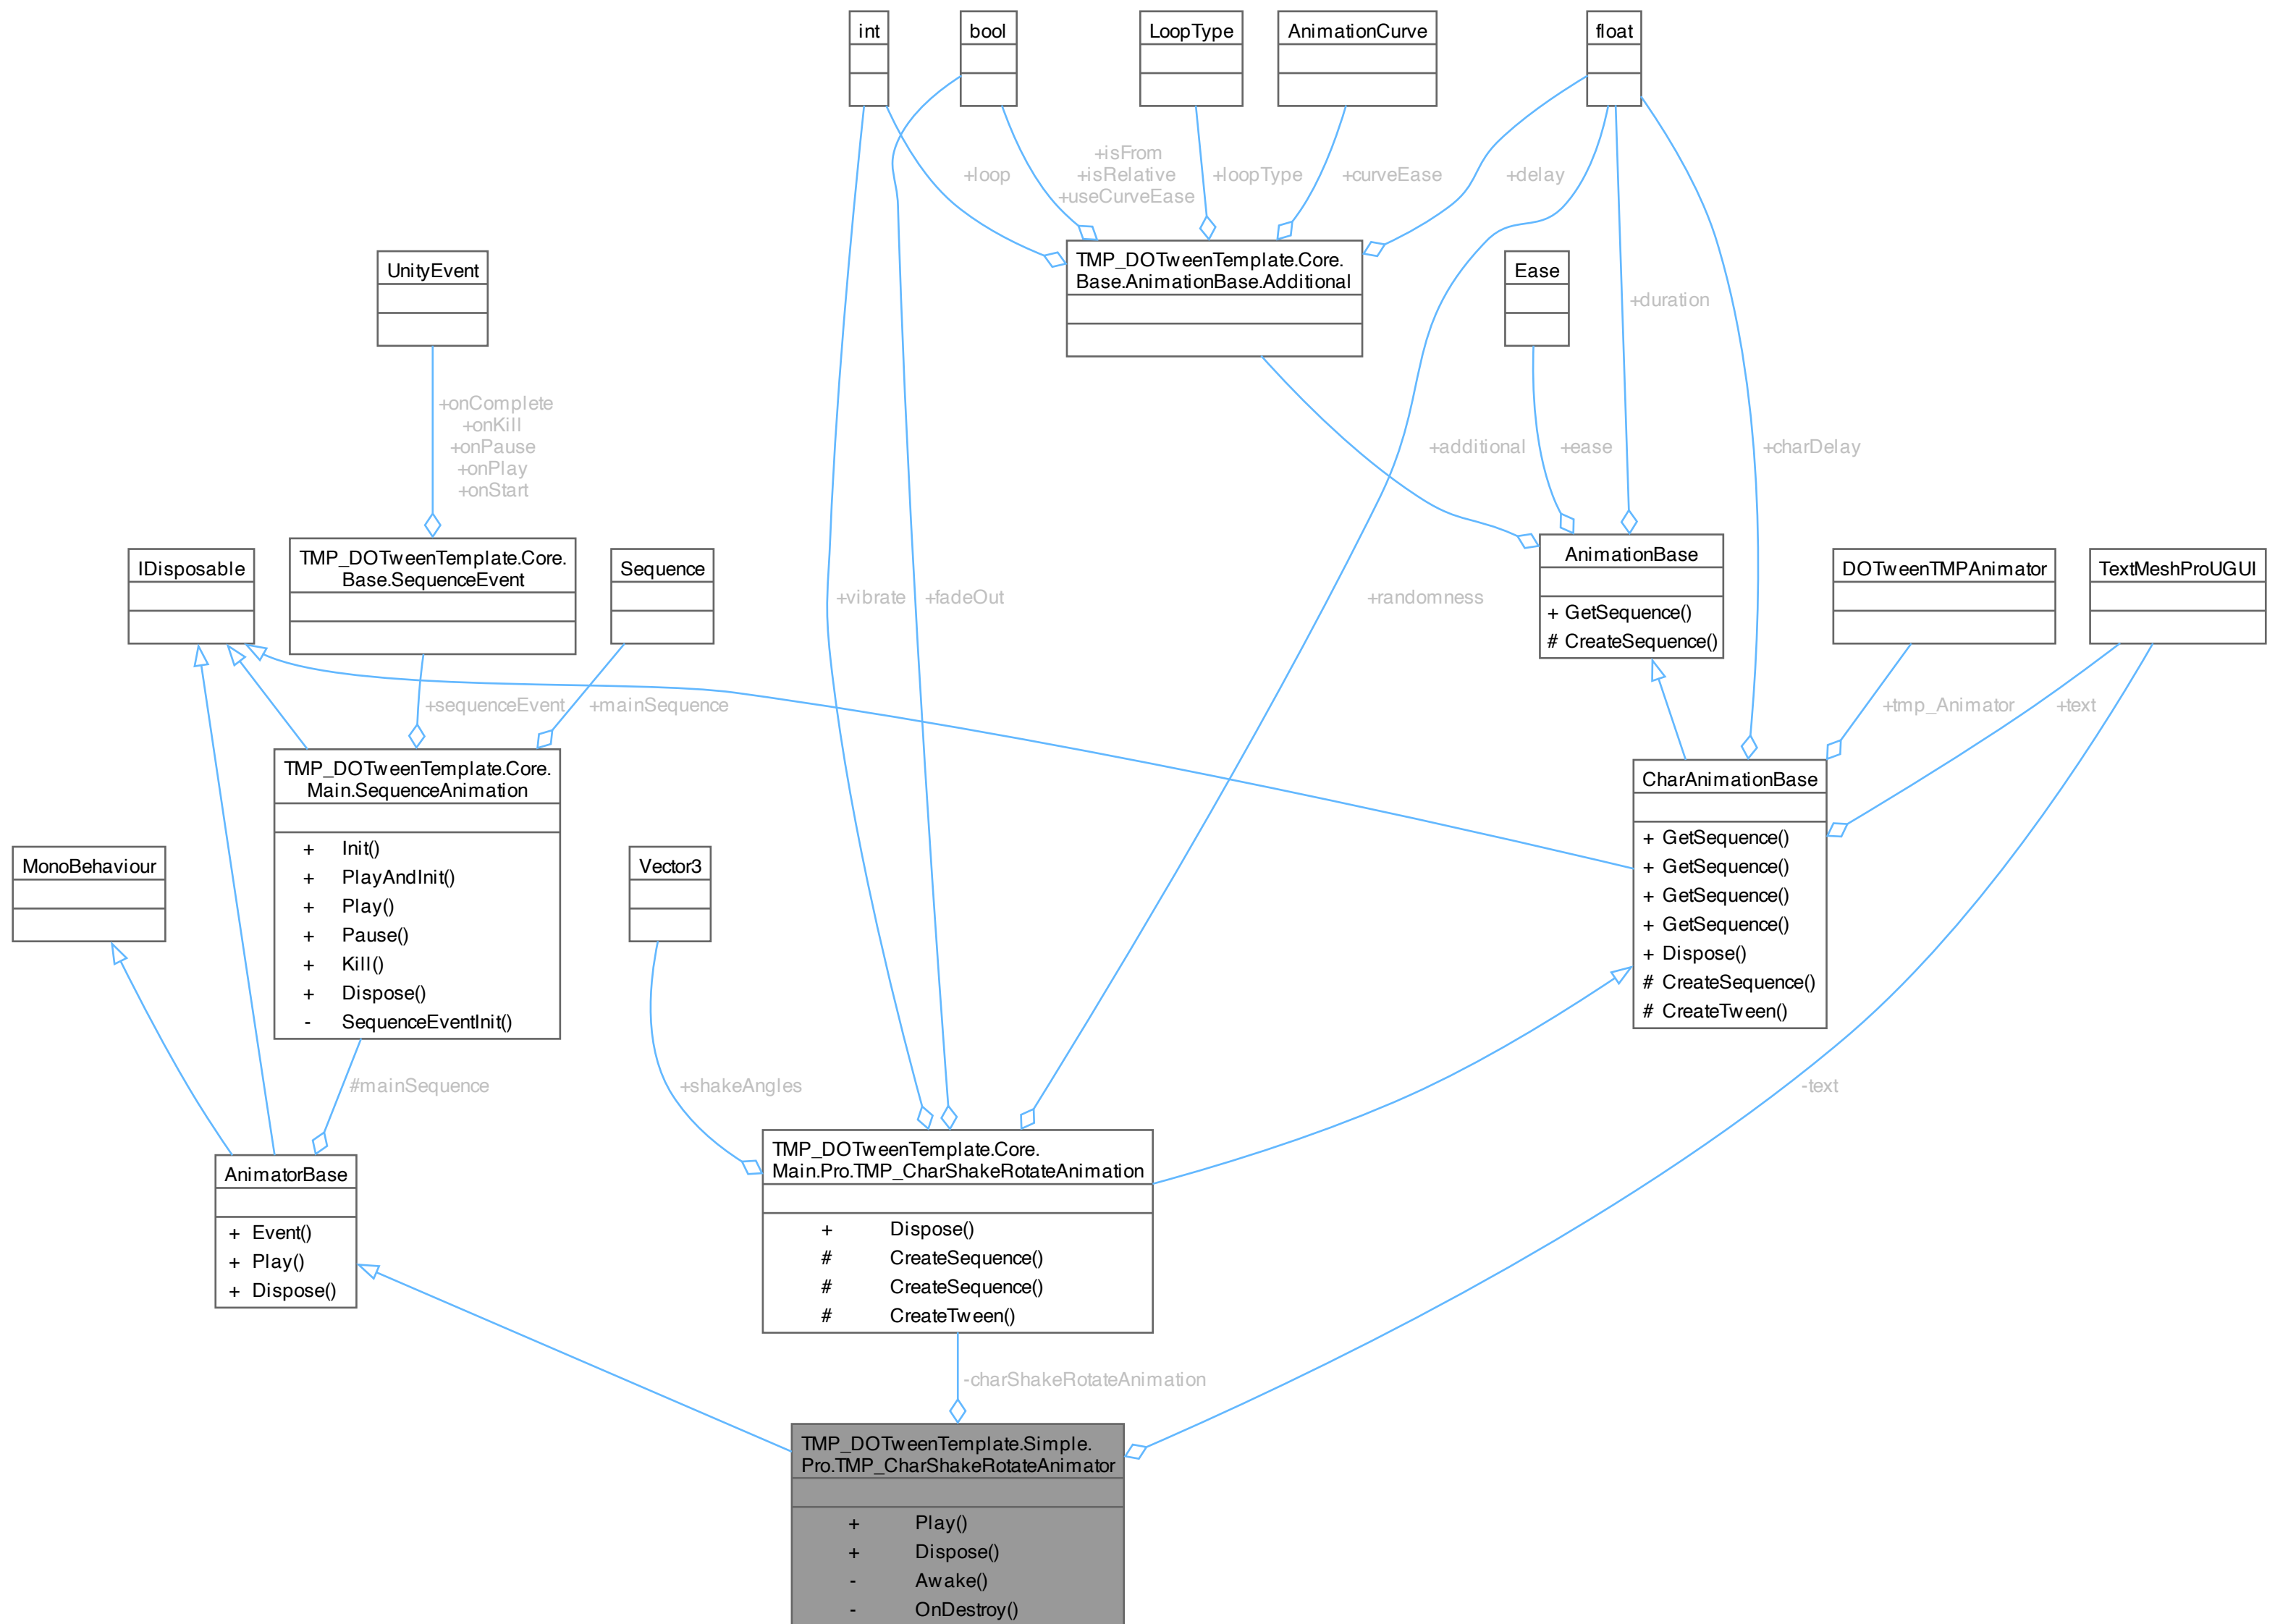 int
bool
LoopType
AnimationCurve
float
+isFrom
+loop
+isRelative
+loopType
+curveEase
+delay
+useCurveEase
UnityEvent
TMP_DOTweenTemplate.Core.
Base.AnimationBase.Additional
Ease
+duration
+onComplete
+onKill
+onPause
+onPlay
+onStart
+additional
+ease
+charDelay
IDisposable
TMP_DOTweenTemplate.Core.
Base.SequenceEvent
Sequence
+vibrate
+fadeOut
+randomness
AnimationBase
+ GetSequence()
# CreateSequence()
DOTweenTMPAnimator
TextMeshProUGUI
+sequenceEvent
+mainSequence
+tmp_Animator
+text
TMP_DOTweenTemplate.Core.
Main.SequenceAnimation
+ Init()
+ PlayAndInit()
+ Play()
+ Pause()
+ Kill()
+ Dispose()
- SequenceEventInit()
CharAnimationBase
+ GetSequence()
+ GetSequence()
+ GetSequence()
+ GetSequence()
+ Dispose()
# CreateSequence()
# CreateTween()
MonoBehaviour
Vector3
#mainSequence
+shakeAngles
-text
AnimatorBase
+ Event()
+ Play()
+ Dispose()
TMP_DOTweenTemplate.Core.
Main.Pro.TMP_CharShakeRotateAnimation
+ Dispose()
# CreateSequence()
# CreateSequence()
# CreateTween()
-charShakeRotateAnimation
TMP_DOTweenTemplate.Simple.
Pro.TMP_CharShakeRotateAnimator
+ Play()
+ Dispose()
- Awake()
- OnDestroy()